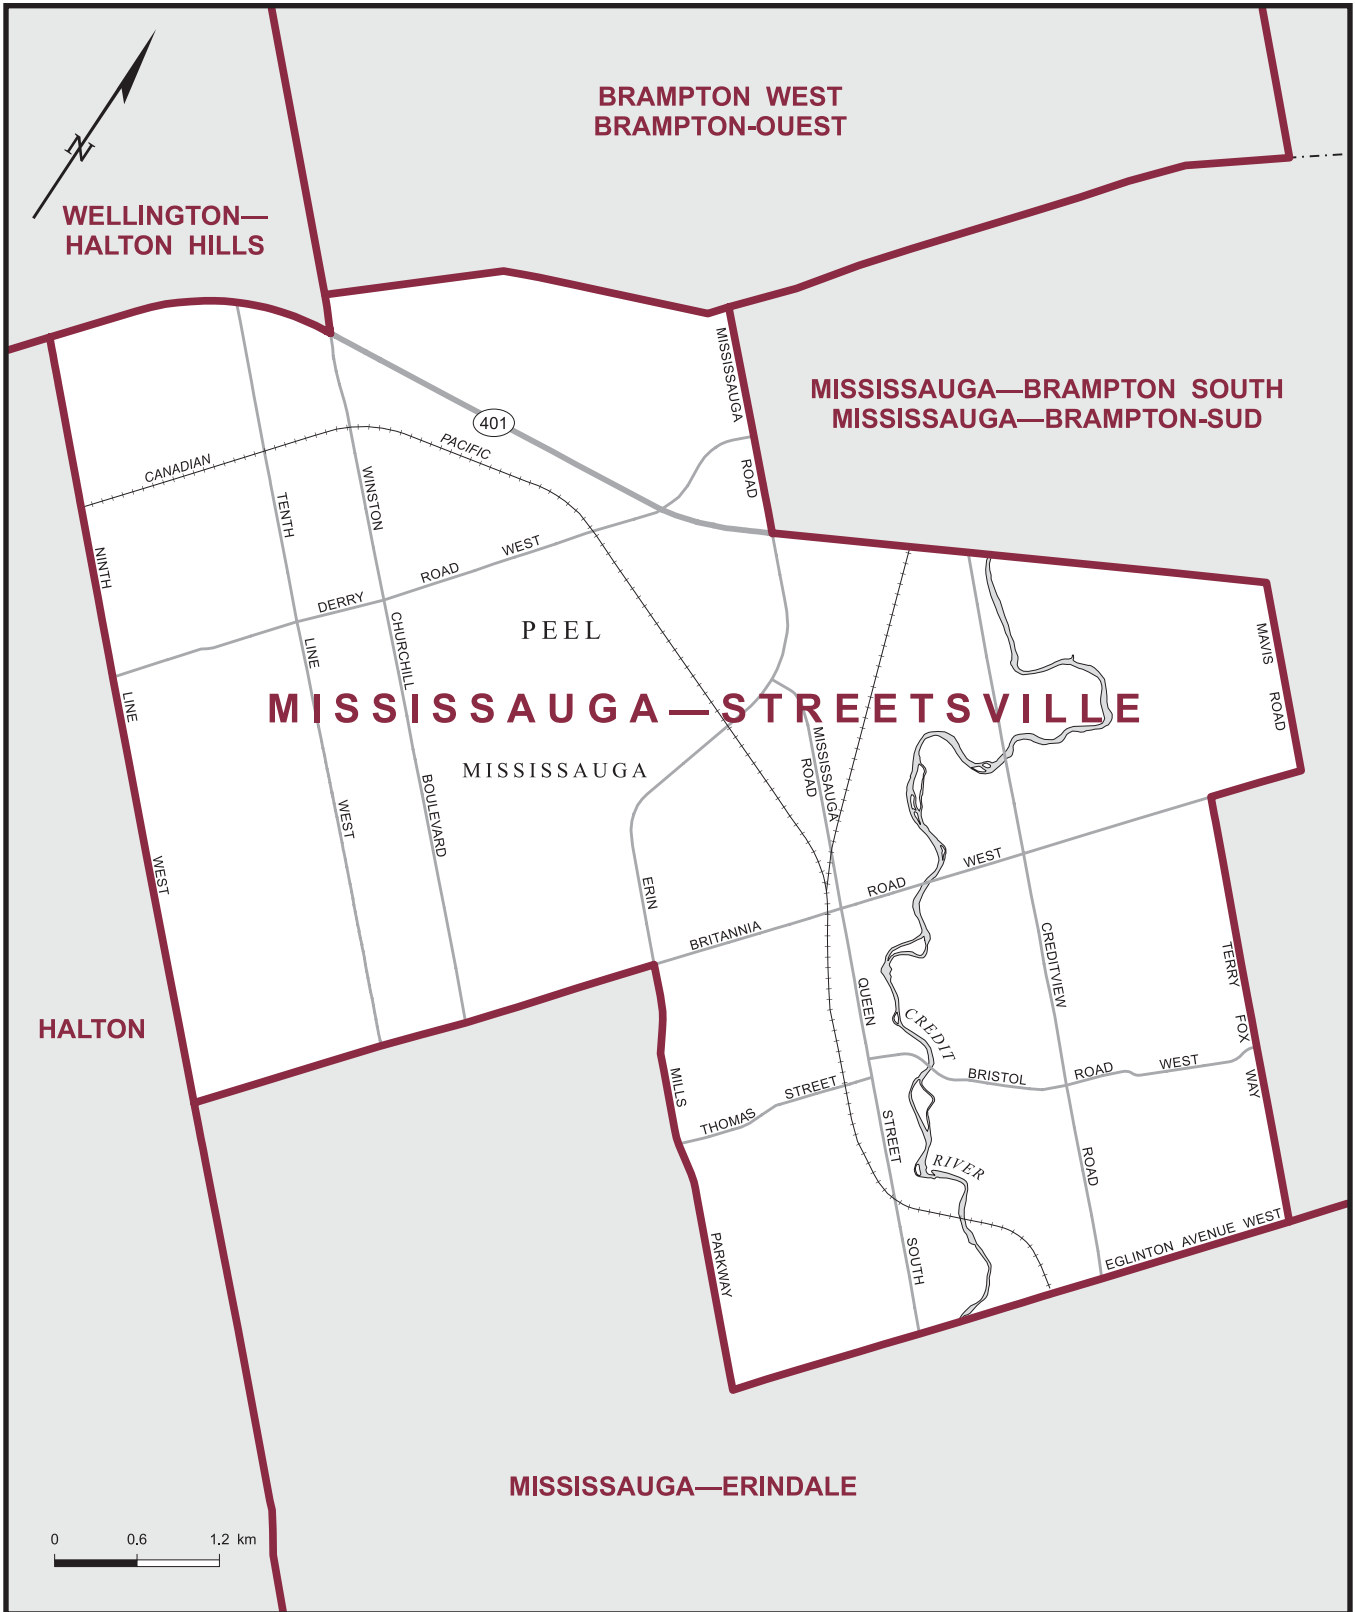 BRAMPTON WEST
BRAMPTON-OUEST
N
WELLINGTON—
HALTON HILLS
MISSISSAUGA—BRAMPTON SOUTH
MISSISSAUGA—BRAMPTON-SUD
MISSISSAUGA
ROAD
401
CANADIAN
PACIFIC
TENTH
LINE
WEST
WINSTON
CHURCHILL
BOULEVARD
NINTH
LINE
WEST
DERRY
ROAD
WEST
PEEL
MISSISSAUGA—STREETSVILLE
MISSISSAUGA
MISSISSAUGA
ROAD
MAVIS
ROAD
ERIN
MILLS
PARKWAY
BRITANNIA
ROAD
WEST
QUEEN
STREET
SOUTH
CREDITVIEW
ROAD
TERRY
FOX
WAY
CREDIT
RIVER
BRISTOL
ROAD
WEST
THOMAS
STREET
EGLINTON AVENUE WEST
HALTON
MISSISSAUGA—ERINDALE
0 0.6 1.2 km